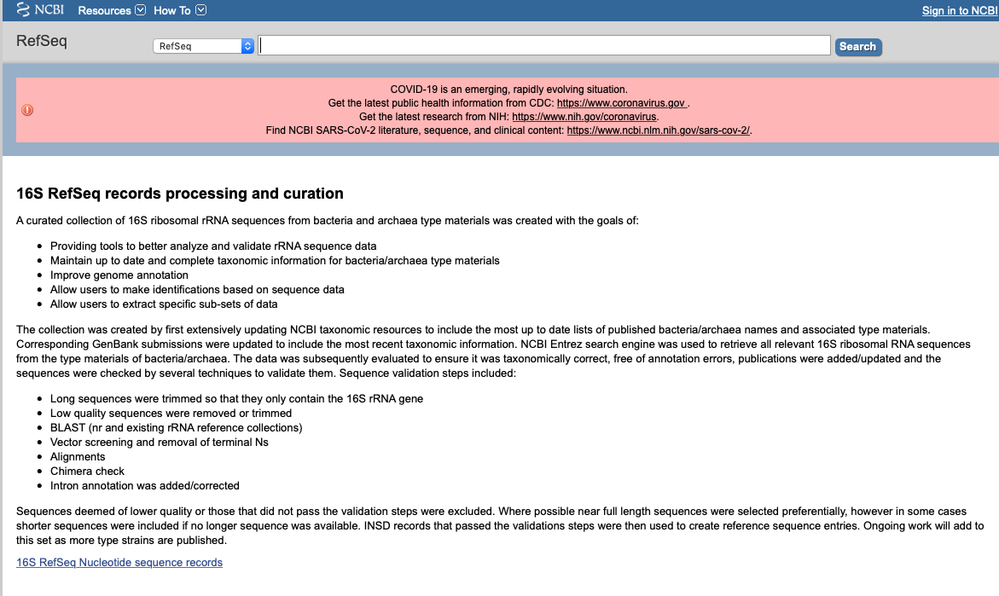 NCBI Resources How To Sign in to NCBI
RefSeq RefSeq Search
COVID-19 is an emerging, rapidly evolving situation.
Get the latest public health information from CDC: https://www.coronavirus.gov .
Get the latest research from NIH: https://www.nih.gov/coronavirus.
Find NCBI SARS-CoV-2 literature, sequence, and clinical content: https://www.ncbi.nlm.nih.gov/sars-cov-2/.
16S RefSeq records processing and curation
A curated collection of 16S ribosomal rRNA sequences from bacteria and archaea type materials was created with the goals of:
• Providing tools to better analyze and validate rRNA sequence data
• Maintain up to date and complete taxonomic information for bacteria/archaea type materials
• Improve genome annotation
• Allow users to make identifications based on sequence data
• Allow users to extract specific sub-sets of data
The collection was created by first extensively updating NCBI taxonomic resources to include the most up to date lists of published bacteria/archaea names and associated type materials.
Corresponding GenBank submissions were updated to include the most recent taxonomic information. NCBI Entrez search engine was used to retrieve all relevant 16S ribosomal RNA sequences
from the type materials of bacteria/archaea. The data was subsequently evaluated to ensure it was taxonomically correct, free of annotation errors, publications were added/updated and the
sequences were checked by several techniques to validate them. Sequence validation steps included:
• Long sequences were trimmed so that they only contain the 16S rRNA gene
• Low quality sequences were removed or trimmed
• BLAST (nr and existing rRNA reference collections)
• Vector screening and removal of terminal Ns
• Alignments
• Chimera check
• Intron annotation was added/corrected
Sequences deemed of lower quality or those that did not pass the validation steps were excluded. Where possible near full length sequences were selected preferentially, however in some cases
shorter sequences were included if no longer sequence was available. INSD records that passed the validations steps were then used to create reference sequence entries. Ongoing work will add to
this set as more type strains are published.
16S RefSeq Nucleotide sequence records